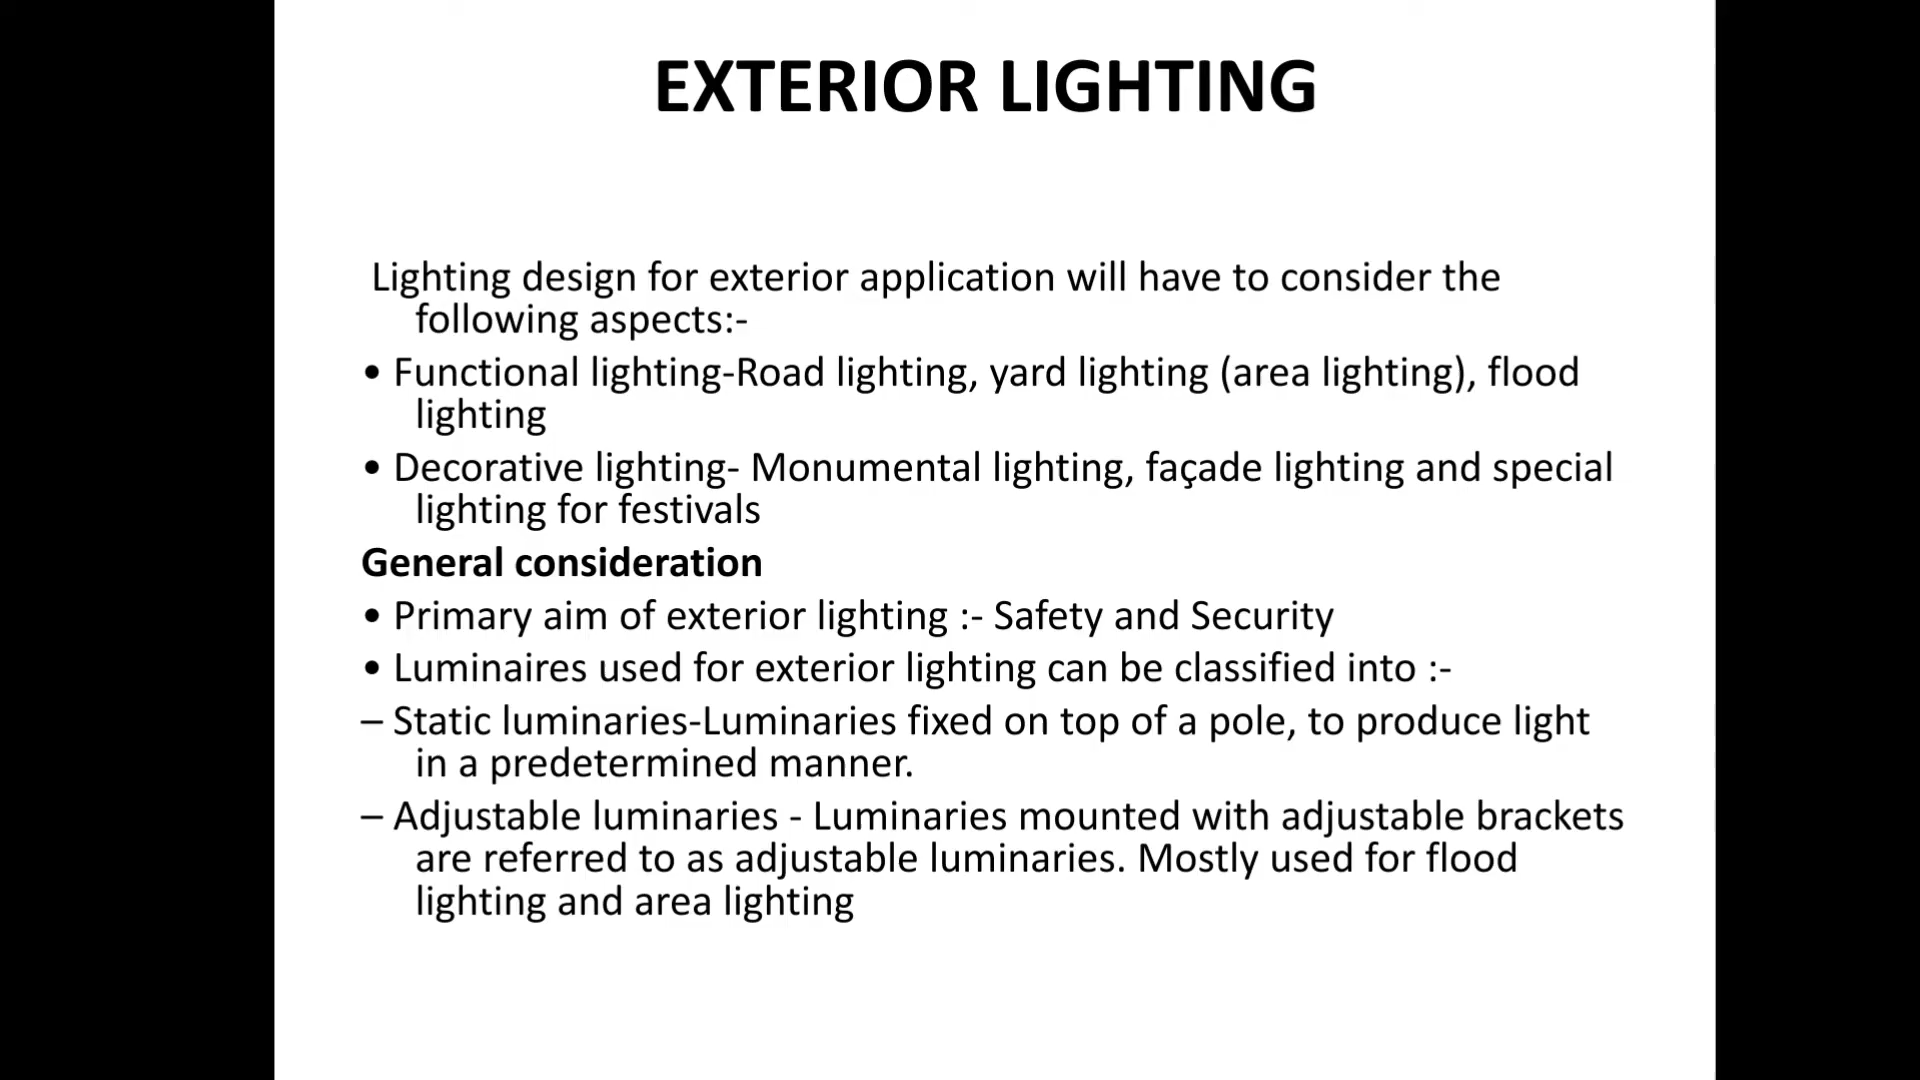 EXTERIOR LIGHTING
Lighting design for exterior application will have to consider the
following aspects:-
• Functional lighting-Road lighting, yard lighting (area lighting), flood
lighting
• Decorative lighting- Monumental lighting, façade lighting and special
lighting for festivals
General consideration
• Primary aim of exterior lighting :- Safety and Security
• Luminaires used for exterior lighting can be classified into :-
– Static luminaries-Luminaries fixed on top of a pole, to produce light
in a predetermined manner.
– Adjustable luminaries - Luminaries mounted with adjustable brackets
are referred to as adjustable luminaries. Mostly used for flood
lighting and area lighting